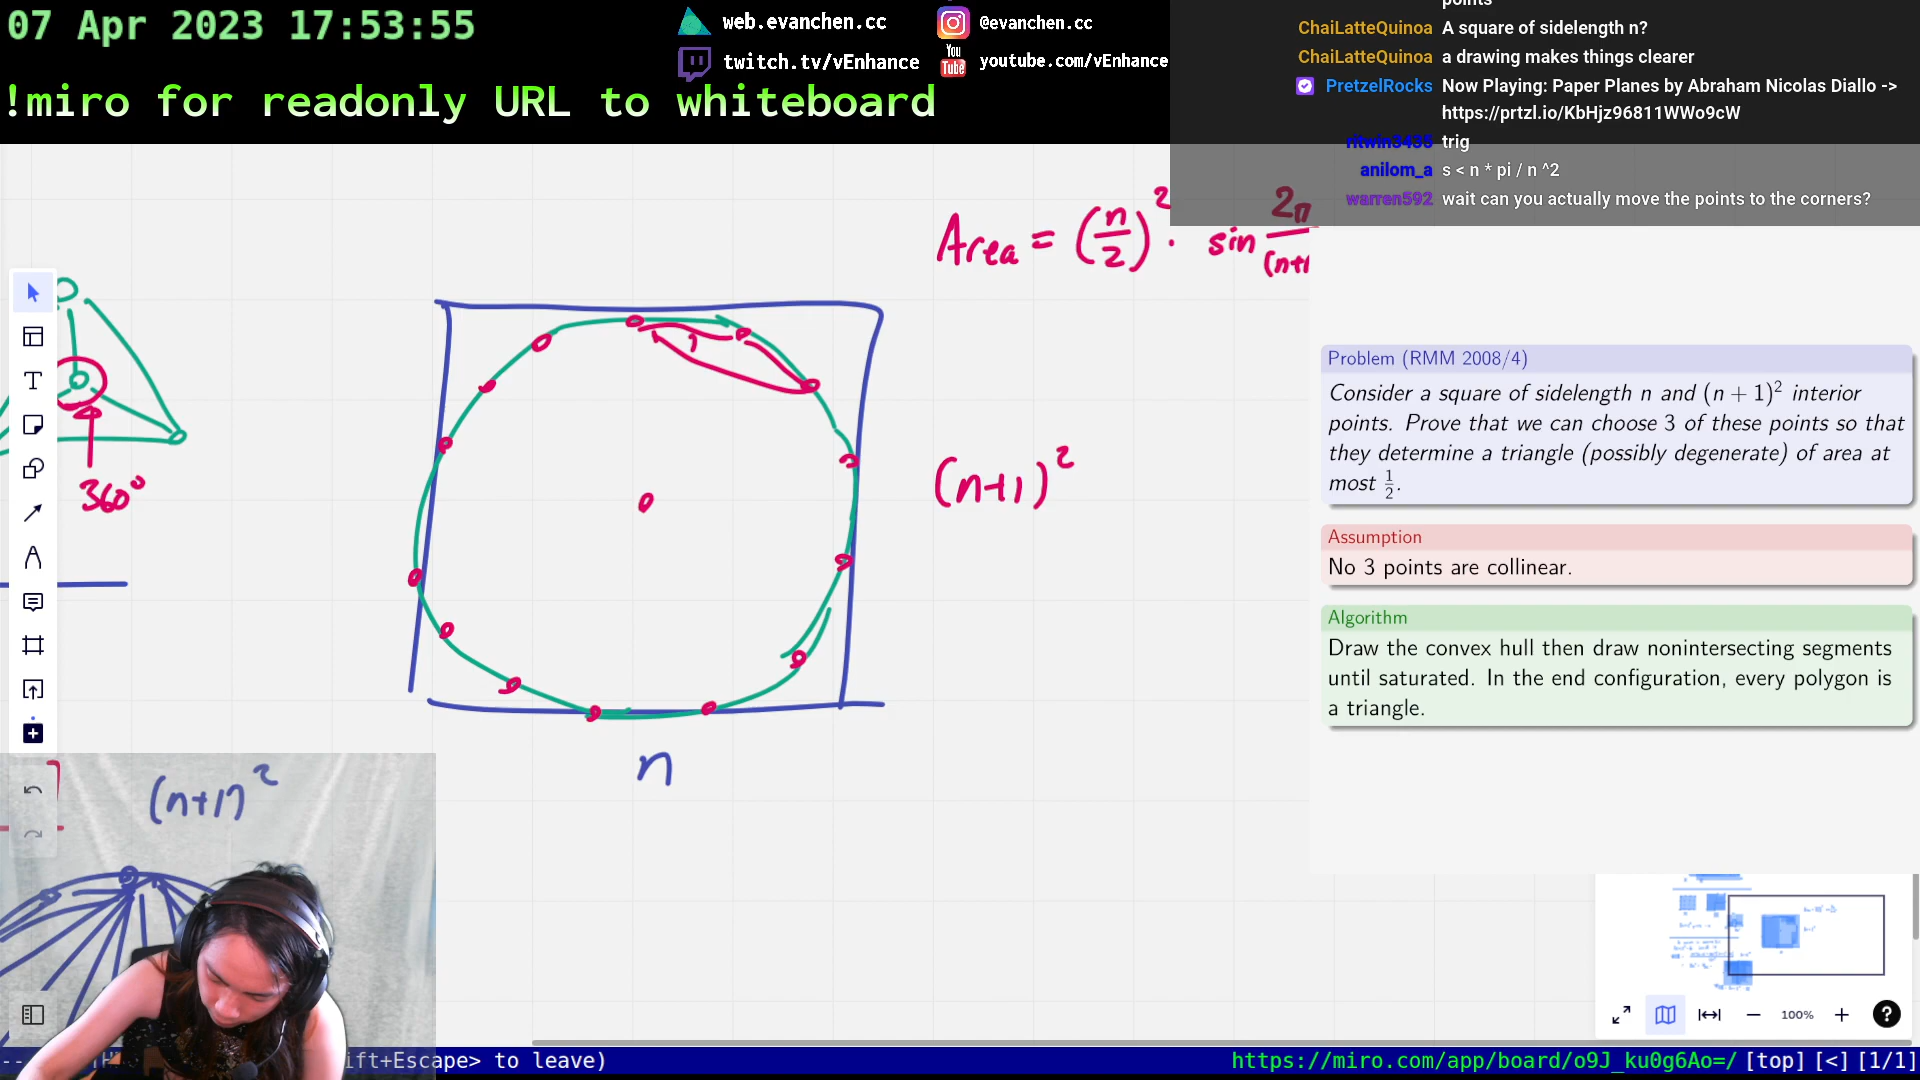 07 Apr 2023 17:53:55
!miro for readonly URL to whiteboard
web.evanchen.cc
@evanchen.cc
twitch.tv/vEnhance
You
Tube
youtube.com/vEnhance
points
ChaiLatteQuinoa A square of sidelength n?
ChaiLatteQuinoa a drawing makes things clearer
PretzelRocks Now Playing: Paper Planes by Abraham Nicolas Diallo ->
https://prtzl.io/KbHjz96811WWo9cW
ritwin3435 trig
anilom_a s < n * pi / n ^2
warren592 wait can you actually move the points to the corners?
Area = (n/2)² · sin 2π/(n+1
360°
(n+1)²
n
(n+1)²
Problem (RMM 2008/4)
Consider a square of sidelength n and (n + 1)² interior
points. Prove that we can choose 3 of these points so that
they determine a triangle (possibly degenerate) of area at
most 1/2.
Assumption
No 3 points are collinear.
Algorithm
Draw the convex hull then draw nonintersecting segments
until saturated. In the end configuration, every polygon is
a triangle.
100%
?
ift+Escape> to leave)
https://miro.com/app/board/o9J_ku0g6Ao=/ [top] [<] [1/1]